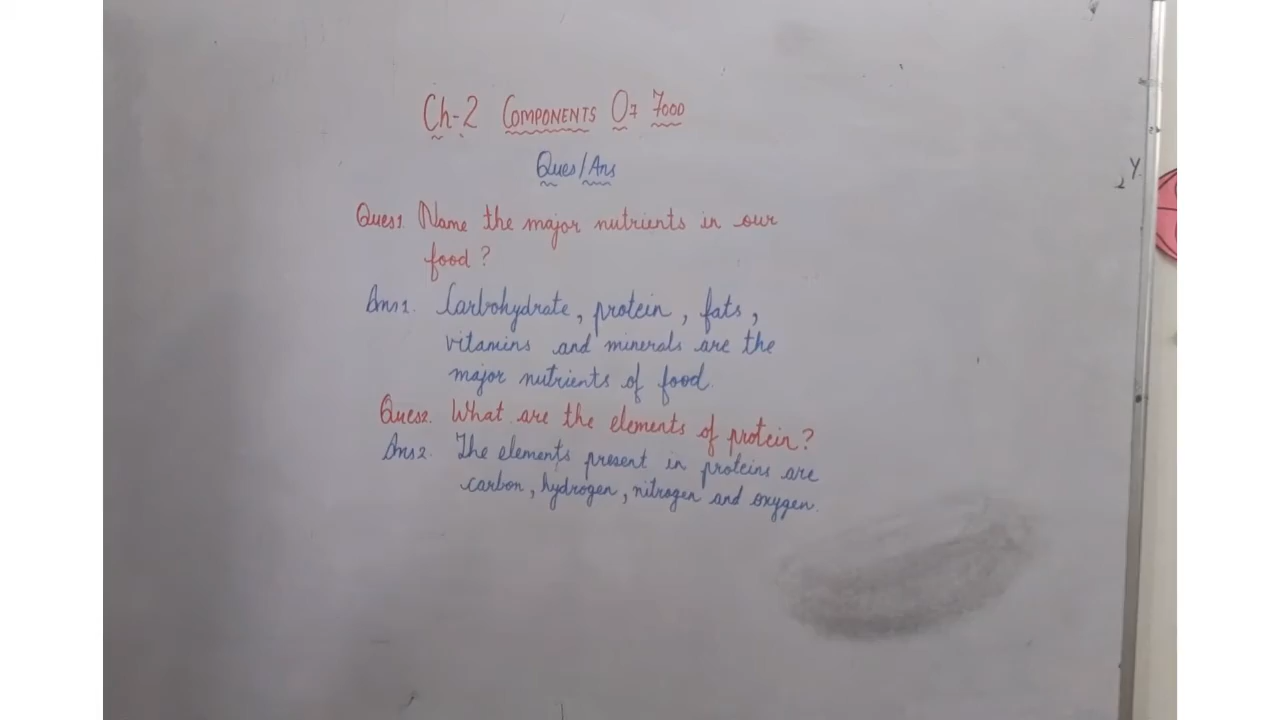 Ch-2 COMPONENTS OF FOOD
Ques/Ans
Ques1. Name the major nutrients in our
food?
Ans1. Carbohydrate, protein, fats,
vitamins and minerals are the
major nutrients of food.
Ques2. What are the elements of protein?
Ans2. The elements present in proteins are
carbon, hydrogen, nitrogen and oxygen.